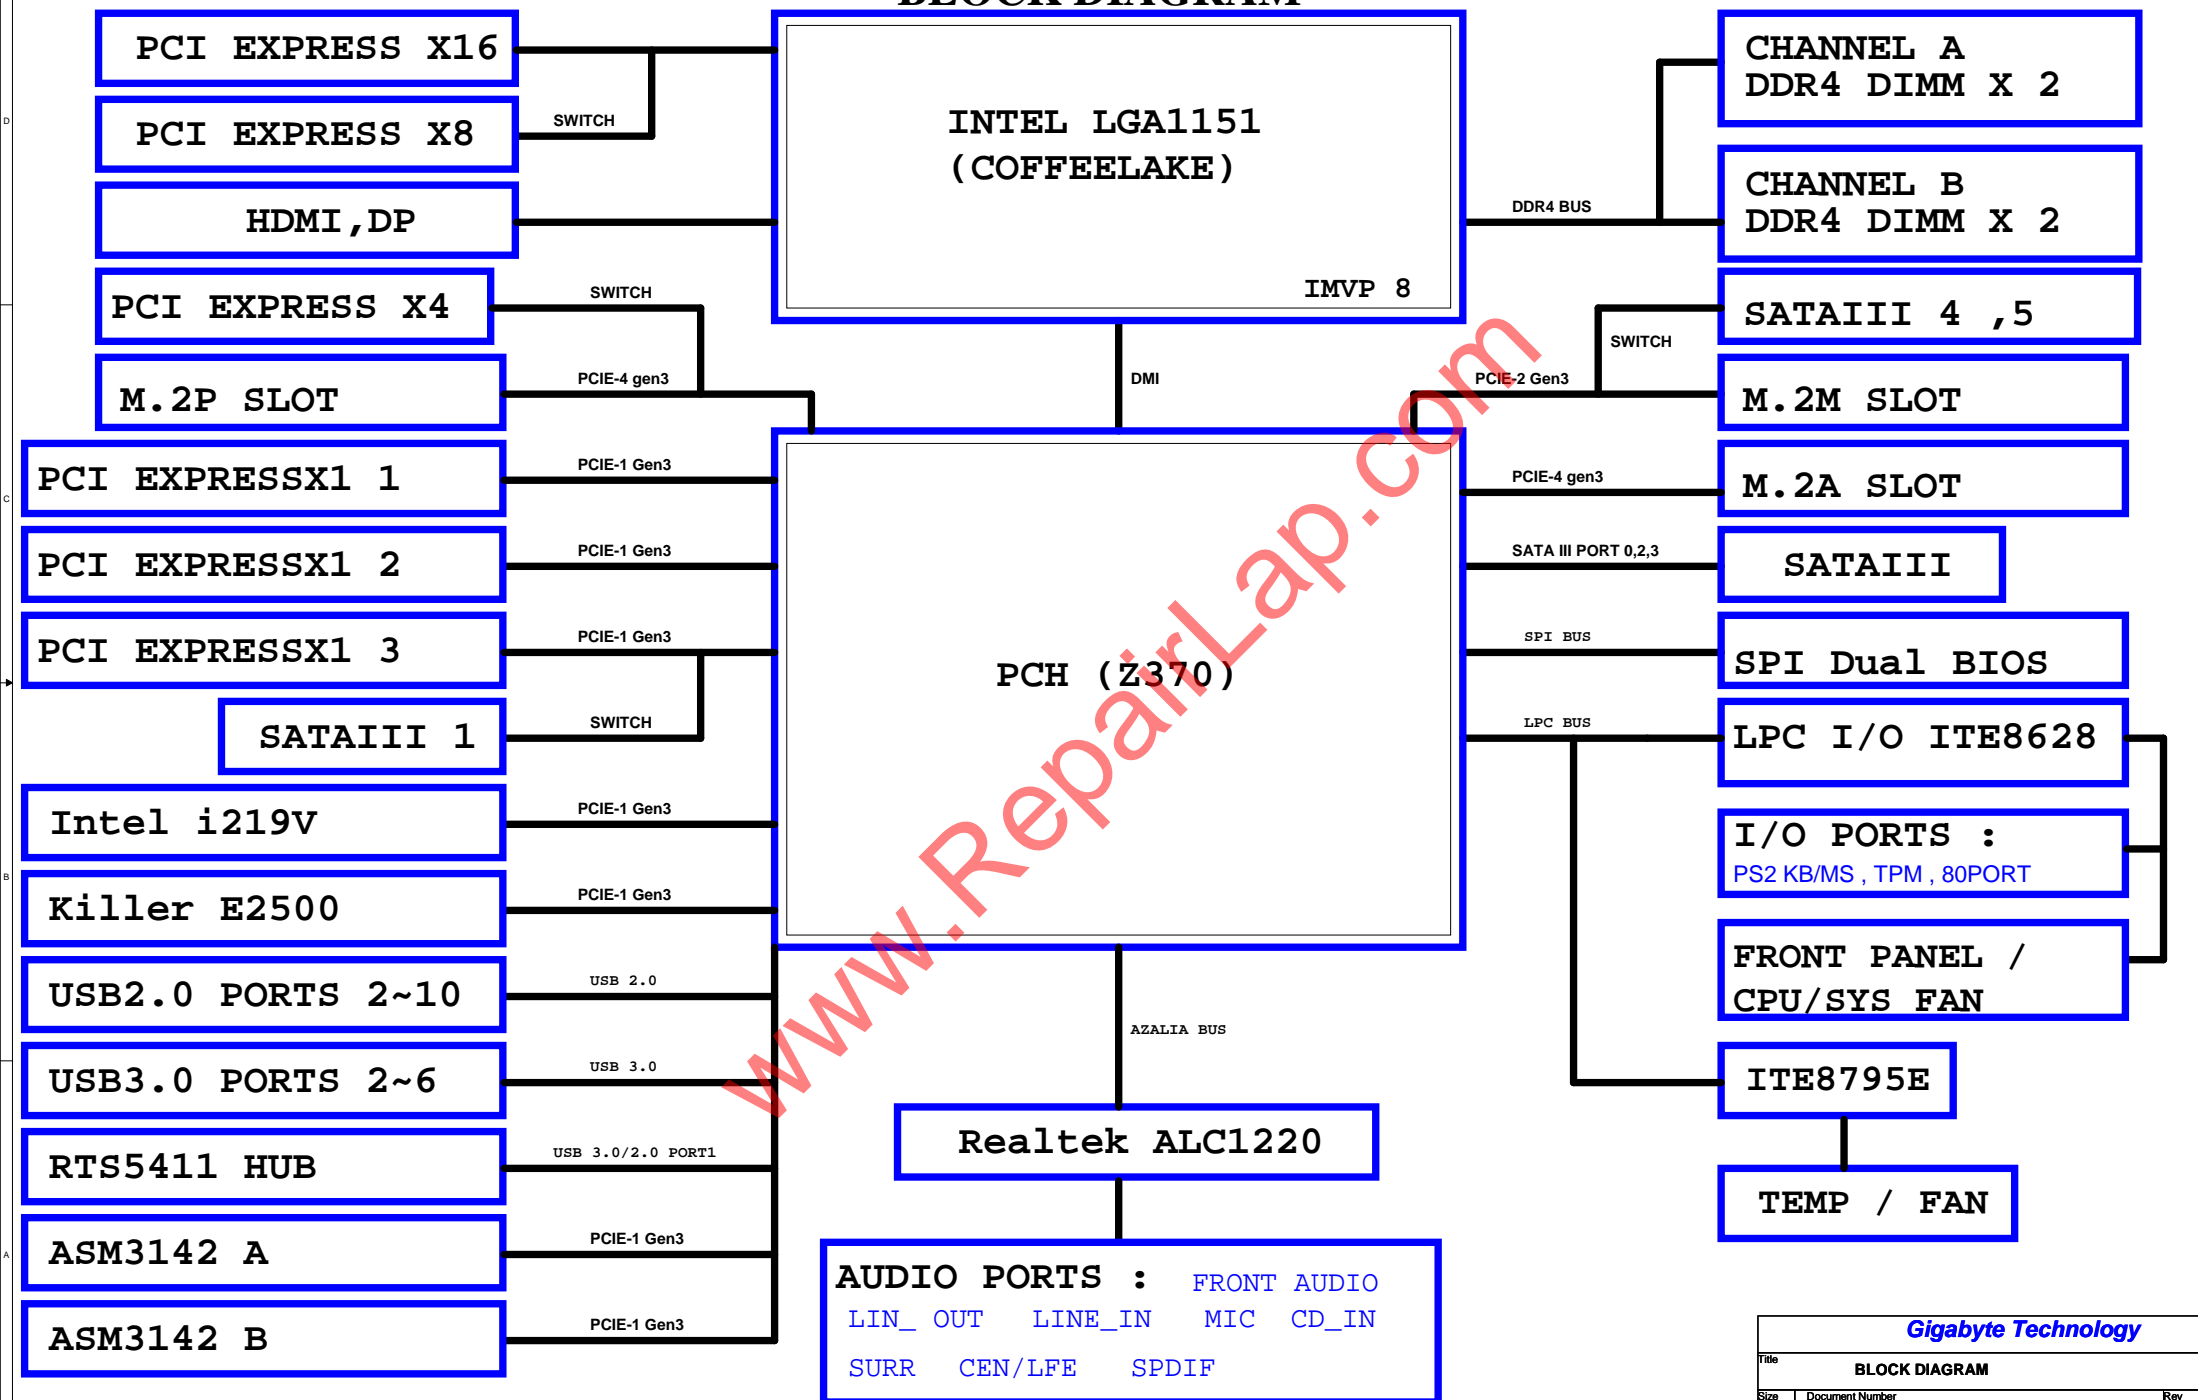 BLOCK DIAGRAM
PCI EXPRESS X16
PCI EXPRESS X8
SWITCH
HDMI,DP
PCI EXPRESS X4
SWITCH
M.2P SLOT
PCIE-4 gen3
PCI EXPRESSX1 1
PCIE-1 Gen3
PCI EXPRESSX1 2
PCIE-1 Gen3
PCI EXPRESSX1 3
PCIE-1 Gen3
SATAIII 1
SWITCH
Intel i219V
PCIE-1 Gen3
Killer E2500
PCIE-1 Gen3
USB2.0 PORTS 2~10
USB 2.0
USB3.0 PORTS 2~6
USB 3.0
RTS5411 HUB
USB 3.0/2.0 PORT1
ASM3142 A
PCIE-1 Gen3
ASM3142 B
PCIE-1 Gen3
INTEL LGA1151
(COFFEELAKE)
IMVP 8
DMI
PCH (Z370)
AZALIA BUS
Realtek ALC1220
AUDIO PORTS : FRONT AUDIO
LIN_ OUT LINE_IN MIC CD_IN
SURR CEN/LFE SPDIF
CHANNEL A
DDR4 DIMM X 2
CHANNEL B
DDR4 DIMM X 2
DDR4 BUS
SATAIII 4 ,5
SWITCH
PCIE-2 Gen3
M.2M SLOT
PCIE-4 gen3
M.2A SLOT
SATA III PORT 0,2,3
SATAIII
SPI BUS
SPI Dual BIOS
LPC BUS
LPC I/O ITE8628
I/O PORTS :
PS2 KB/MS , TPM , 80PORT
FRONT PANEL /
CPU/SYS FAN
ITE8795E
TEMP / FAN
www.RepairLap.com
D
C
B
A
Gigabyte Technology
Title
BLOCK DIAGRAM
Size Document Number Rev